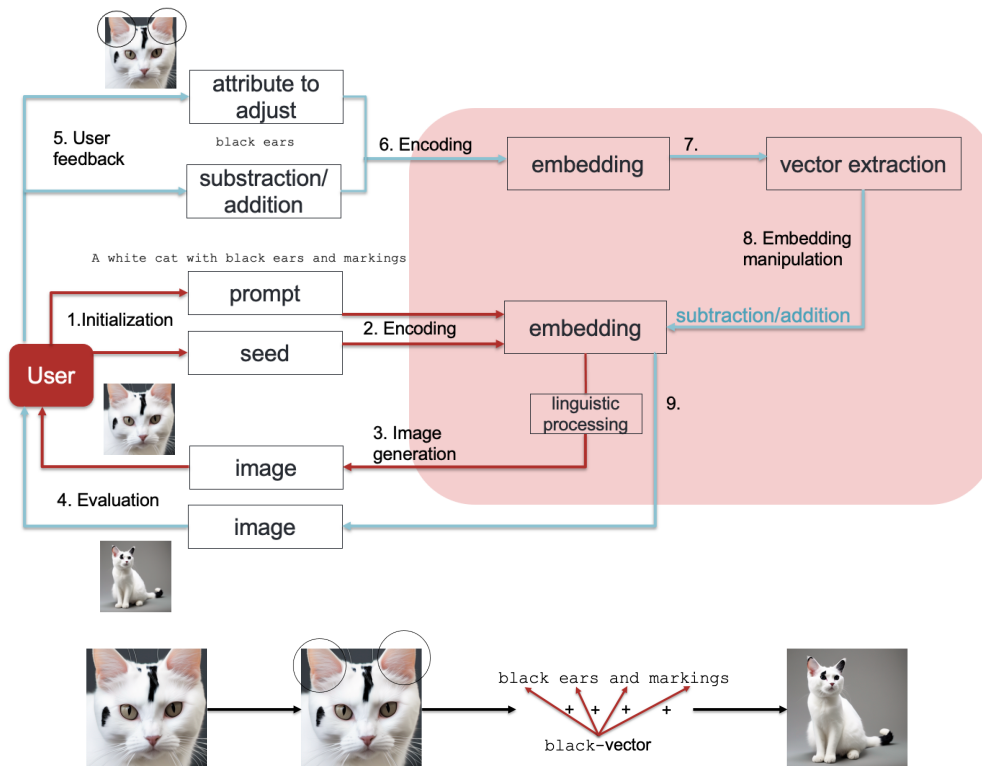 attribute to
adjust
5. User
feedback
black ears
6. Encoding
embedding
7.
vector extraction
substraction/
addition
8. Embedding
manipulation
A white cat with black ears and markings
prompt
1.Initialization
2. Encoding
embedding
subtraction/addition
seed
User
linguistic
processing
9.
3. Image
generation
image
4. Evaluation
image
black ears and markings
+ + + +
black-vector